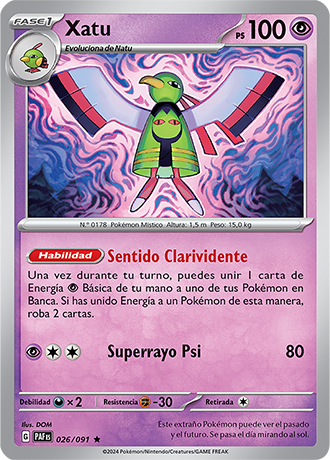 FASE 1
Xatu
PS 100
Evoluciona de Natu
N.º 0178 Pokémon Místico Altura: 1,5 m Peso: 15,0 kg
Habilidad Sentido Clarividente
Una vez durante tu turno, puedes unir 1 carta de
Energía Básica de tu mano a uno de tus Pokémon en
Banca. Si has unido Energía a un Pokémon de esta manera,
roba 2 cartas.
Superrayo Psi 80
Debilidad ×2 Resistencia -30 Retirada
Ilus. DOM
G PAF ES 026/091 ★
Este extraño Pokémon puede ver el pasado
y el futuro. Se pasa el día mirando al sol.
©2024 Pokémon/Nintendo/Creatures/GAME FREAK